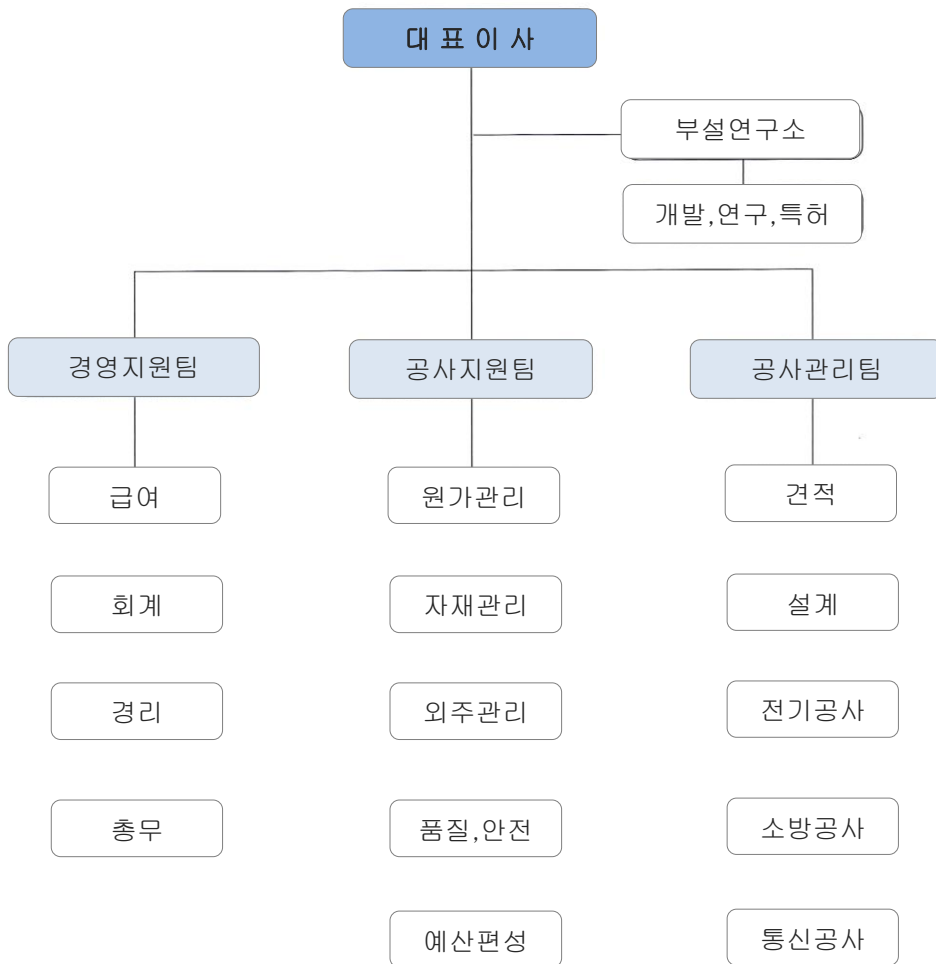 대표이사
부설연구소
개발,연구,특허
경영지원팀
공사지원팀
공사관리팀
급여
원가관리
견적
회계
자재관리
설계
경리
외주관리
전기공사
총무
품질,안전
소방공사
예산편성
통신공사